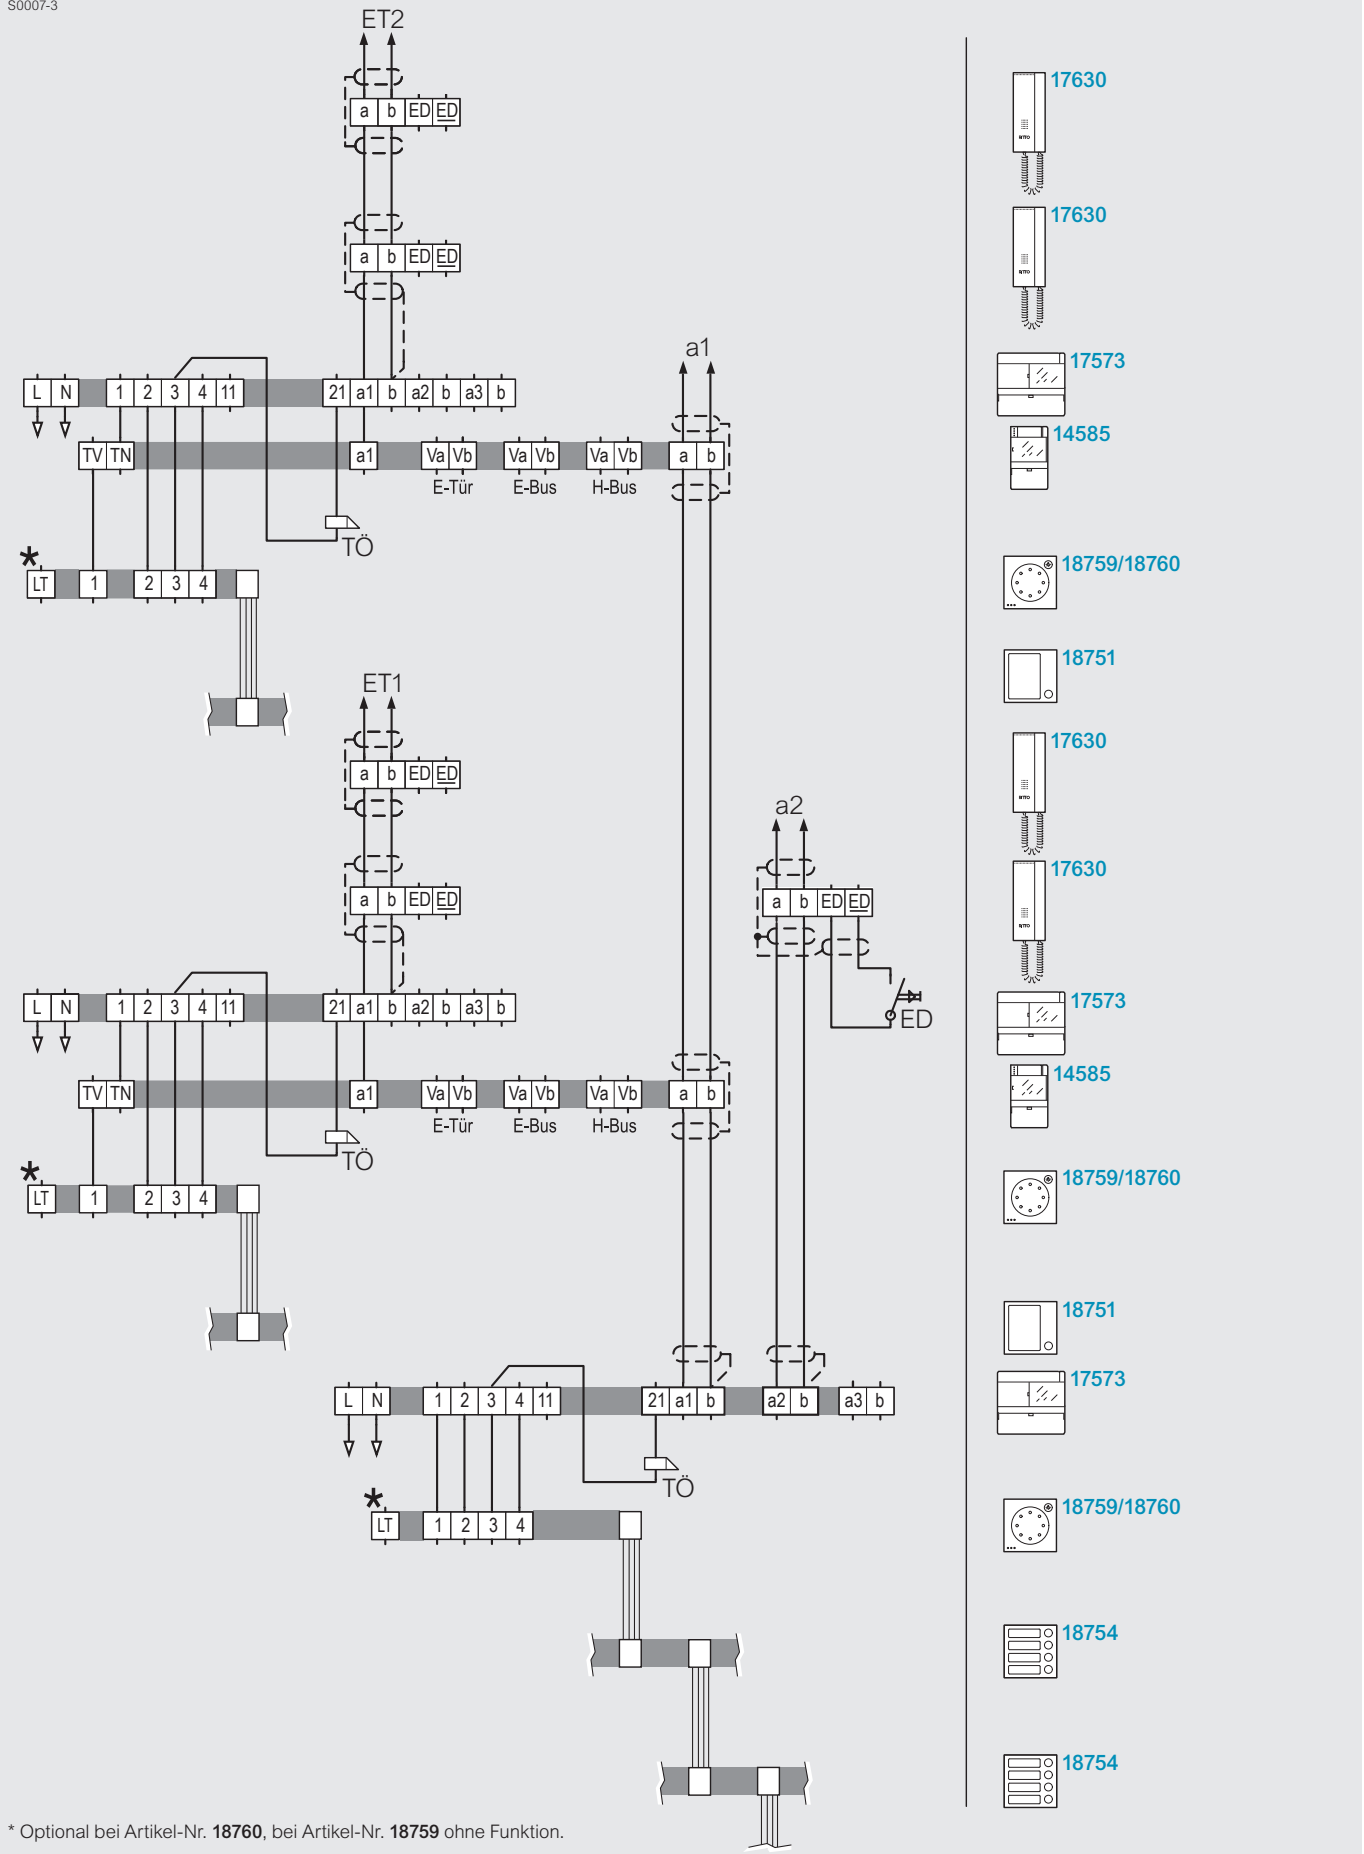 S0007-3
ET2
17630
a b ED ED
17630
a b ED ED
a1
17573
L N 1 2 3 4 11 21 a1 b a2 b a3 b
14585
TV TN a1 Va Vb Va Vb Va Vb a b
E-Tür E-Bus H-Bus
TÖ
*
18759/18760
LT 1 2 3 4
18751
ET1
17630
a b ED ED
a2
17630
a b ED ED
a b ED ED
17573
L N 1 2 3 4 11 21 a1 b a2 b a3 b
ED
14585
TV TN a1 Va Vb Va Vb Va Vb a b
E-Tür E-Bus H-Bus
TÖ
*
18759/18760
LT 1 2 3 4
18751
17573
L N 1 2 3 4 11 21 a1 b a2 b a3 b
TÖ
*
18759/18760
LT 1 2 3 4
18754
18754
* Optional bei Artikel-Nr. 18760, bei Artikel-Nr. 18759 ohne Funktion.